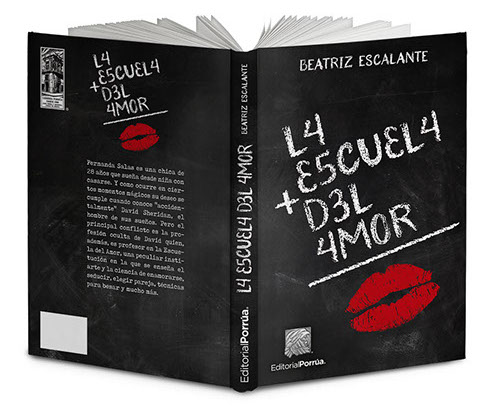 L4
E5CUEL4
+ D3L
4MOR
Fernanda Salas es una chica de
26 años que sueña desde niña con
casarse. Y como ocurre en cier-
tos momentos mágicos su deseo se
cumple cuando conoce "acciden-
talmente" David Sheridan, el
hombre de sus sueños. Pero el
principal conflicto es la pro-
fesión oculta de David quien,
además, es profesor en la Escue-
la del Amor, una peculiar insti-
tución en la que se enseña el
arte y la ciencia de enamorarse,
seducir, elegir pareja, técnicas
para besar y mucho más.
BEATRIZ ESCALANTE
L4 E5CUEL4 D3L 4MOR
EditorialPorrúa
BEATRIZ ESCALANTE
L4
E5CUEL4
+ D3L
4MOR
EditorialPorrúa